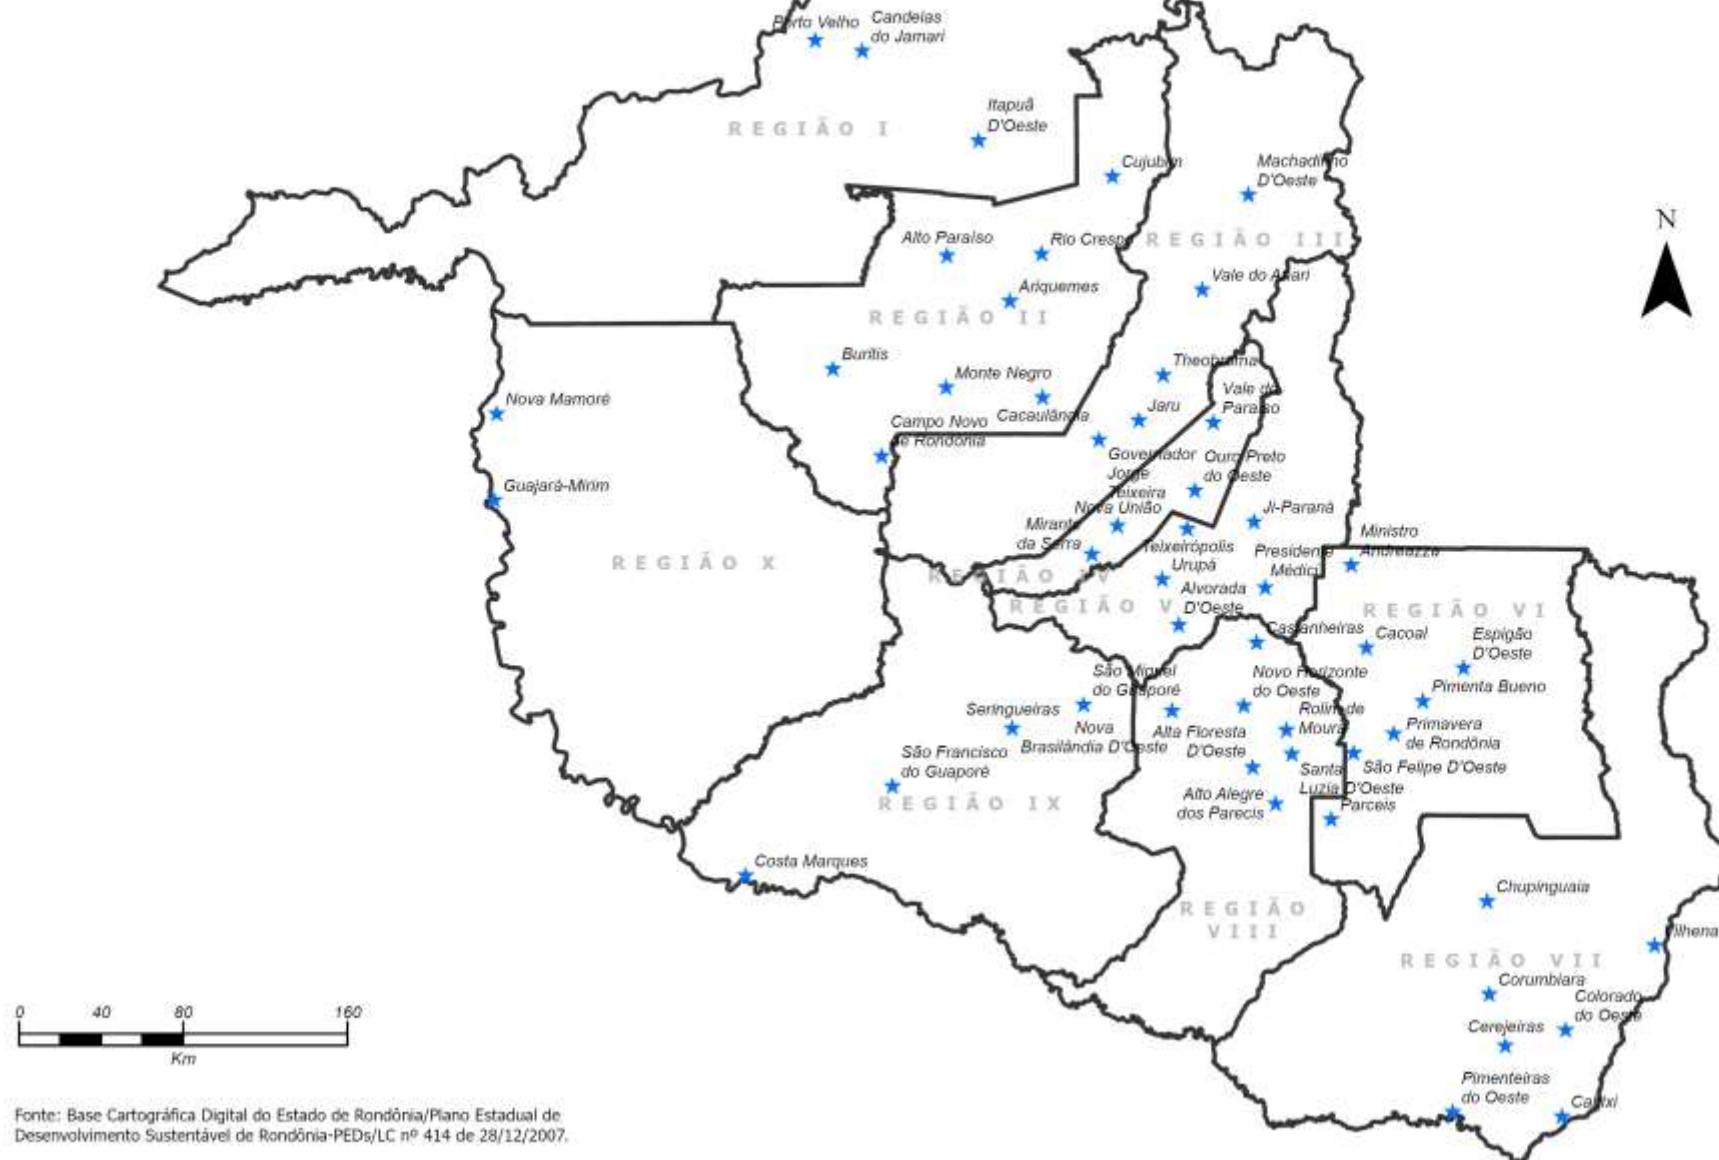 Porto Velho
Candeias
do Jamari
Itapuã
D'Oeste
REGIÃO I
Cujubim
Machadinho
D'Oeste
N
Alto Paraíso
Rio Crespo
REGIÃO III
Vale do Anari
Ariquemes
REGIÃO II
Buritis
Monte Negro
Theobroma
Vale do
Paraíso
Nova Mamoré
Cacaulândia
Jaru
Campo Novo
de Rondônia
Governador
Jorge
Teixeira
Ouro Preto
do Oeste
Guajará-Mirim
Nova União
Mirante
da Serra
Ji-Paraná
Ministro
Andreazza
Teixeirópolis
Presidente
Médici
REGIÃO X
REGIÃO IV
Urupá
Alvorada
D'Oeste
REGIÃO V
REGIÃO VI
Castanheiras
Cacoal
Espigão
D'Oeste
São Miguel
do Guaporé
Novo Horizonte
do Oeste
Pimenta Bueno
Seringueiras
Nova
Brasilândia D'Oeste
Alta Floresta
D'Oeste
Rolim de
Moura
Primavera
de Rondônia
São Francisco
do Guaporé
Santa
Luzia D'Oeste
São Felipe D'Oeste
REGIÃO IX
Alto Alegre
dos Parecis
Parceis
Costa Marques
Chupinguaia
REGIÃO
VIII
Vilhena
REGIÃO VII
Corumbiara
Colorado
do Oeste
Cerejeiras
Pimenteiras
do Oeste
Cabixi
0 40 80 160
Km
Fonte: Base Cartográfica Digital do Estado de Rondônia/Plano Estadual de
Desenvolvimento Sustentável de Rondônia-PEDs/LC nº 414 de 28/12/2007.